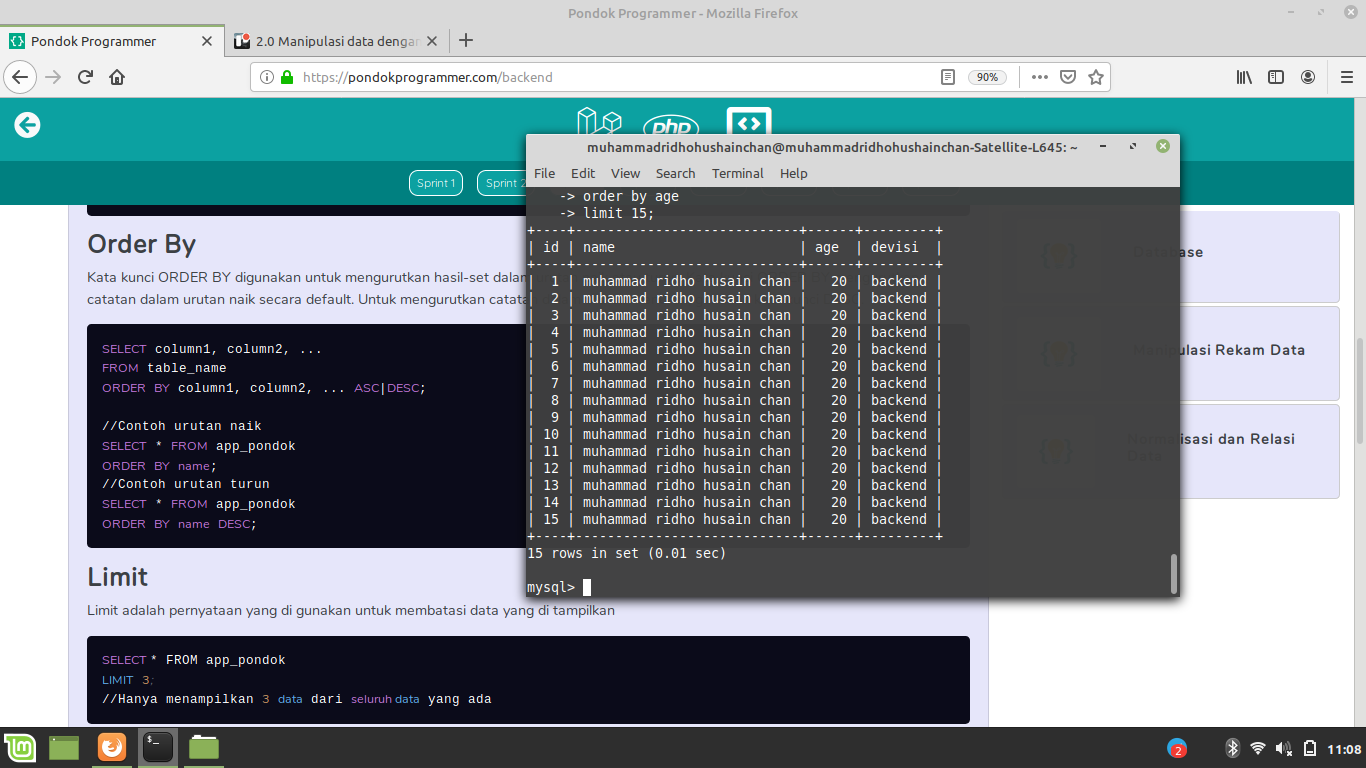 Pondok Programmer - Mozilla Firefox
Pondok Programmer
2.0 Manipulasi data dengan
https://pondokprogrammer.com/backend
90%
php
Sprint 1
Sprint 2
Order By
Kata kunci ORDER BY digunakan untuk mengurutkan hasil-set dalam
catatan dalam urutan naik secara default. Untuk mengurutkan catata
SELECT column1, column2, ...
FROM table_name
ORDER BY column1, column2, ... ASC|DESC;
//Contoh urutan naik
SELECT * FROM app_pondok
ORDER BY name;
//Contoh urutan turun
SELECT * FROM app_pondok
ORDER BY name DESC;
Limit
Limit adalah pernyataan yang di gunakan untuk membatasi data yang di tampilkan
SELECT * FROM app_pondok
LIMIT 3;
//Hanya menampilkan 3 data dari seluruh data yang ada
muhammadridhohushainchan@muhammadridhohushainchan-Satellite-L645: ~
File Edit View Search Terminal Help
-> order by age
-> limit 15;
+----+----------------------------+------+---------+
| id | name | age | devisi |
+----+----------------------------+------+---------+
| 1 | muhammad ridho husain chan | 20 | backend |
| 2 | muhammad ridho husain chan | 20 | backend |
| 3 | muhammad ridho husain chan | 20 | backend |
| 4 | muhammad ridho husain chan | 20 | backend |
| 5 | muhammad ridho husain chan | 20 | backend |
| 6 | muhammad ridho husain chan | 20 | backend |
| 7 | muhammad ridho husain chan | 20 | backend |
| 8 | muhammad ridho husain chan | 20 | backend |
| 9 | muhammad ridho husain chan | 20 | backend |
| 10 | muhammad ridho husain chan | 20 | backend |
| 11 | muhammad ridho husain chan | 20 | backend |
| 12 | muhammad ridho husain chan | 20 | backend |
| 13 | muhammad ridho husain chan | 20 | backend |
| 14 | muhammad ridho husain chan | 20 | backend |
| 15 | muhammad ridho husain chan | 20 | backend |
+----+----------------------------+------+---------+
15 rows in set (0.01 sec)
mysql>
Database
Manipulasi Rekam Data
Normalisasi dan Relasi
Data
2
11:08